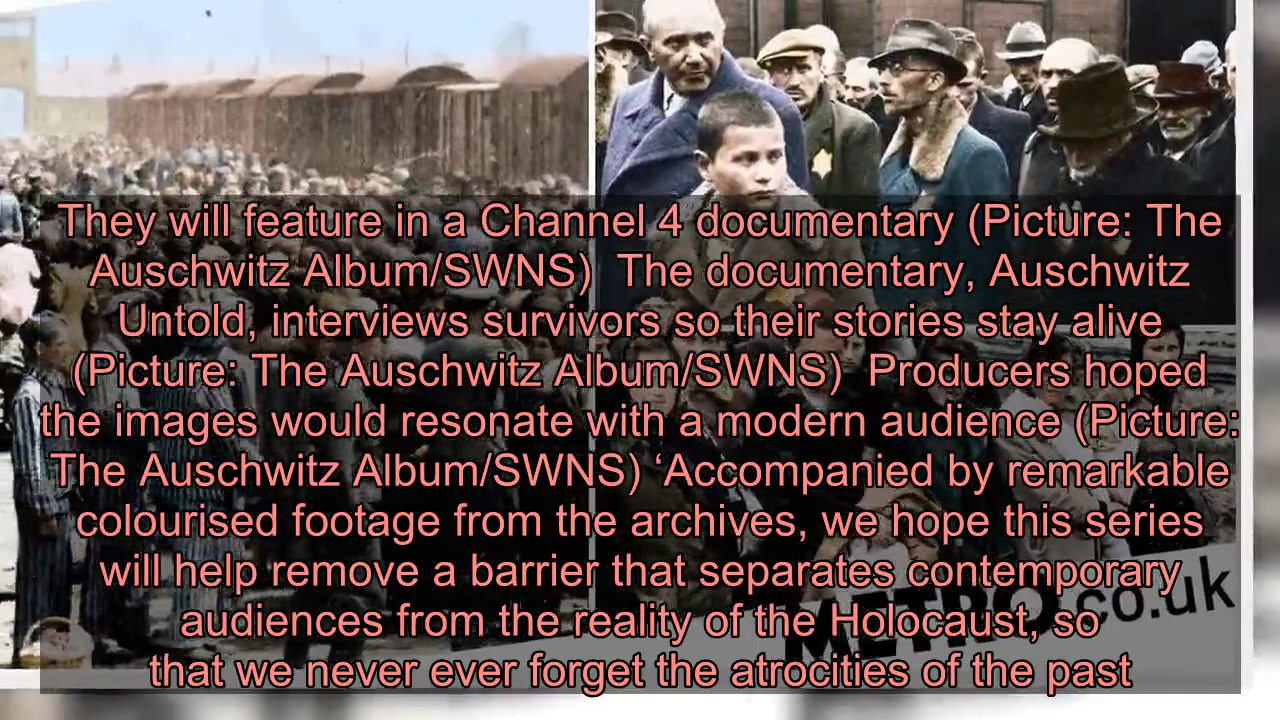 They will feature in a Channel 4 documentary (Picture: The
Auschwitz Album/SWNS)  The documentary, Auschwitz
Untold, interviews survivors so their stories stay alive
(Picture: The Auschwitz Album/SWNS)  Producers hoped
the images would resonate with a modern audience (Picture:
The Auschwitz Album/SWNS) ‘Accompanied by remarkable
colourised footage from the archives, we hope this series
will help remove a barrier that separates contemporary
audiences from the reality of the Holocaust, so
that we never ever forget the atrocities of the past
METRO.co.uk